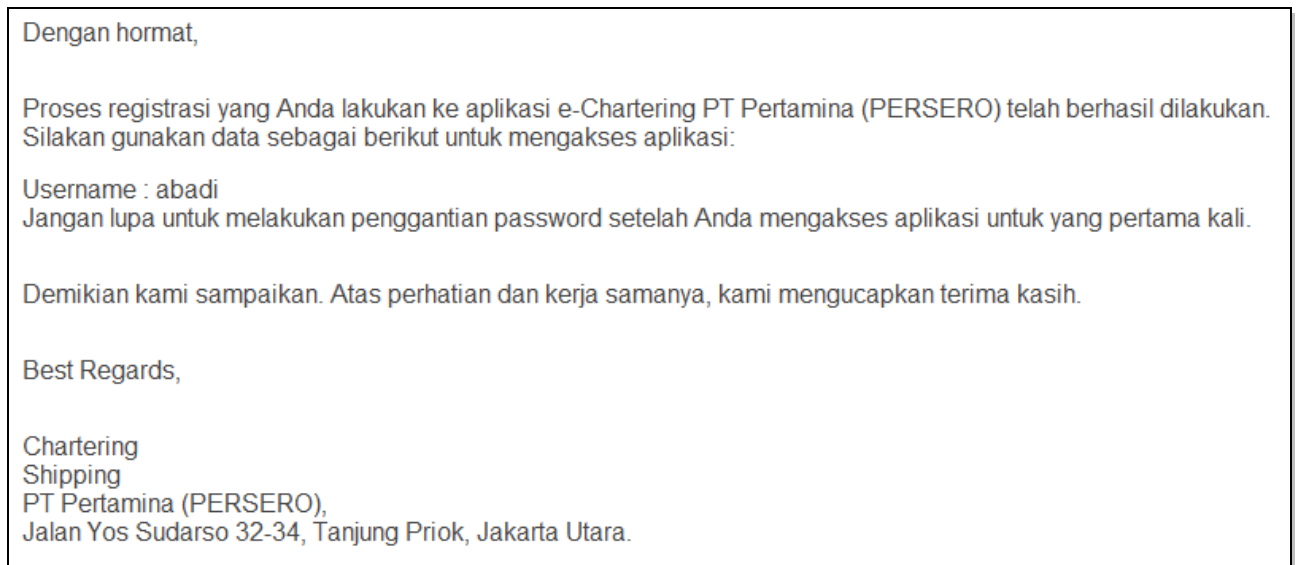 Dengan hormat,
Proses registrasi yang Anda lakukan ke aplikasi e-Chartering PT Pertamina (PERSERO) telah berhasil dilakukan.
Silakan gunakan data sebagai berikut untuk mengakses aplikasi:
Username : abadi
Jangan lupa untuk melakukan penggantian password setelah Anda mengakses aplikasi untuk yang pertama kali.
Demikian kami sampaikan. Atas perhatian dan kerja samanya, kami mengucapkan terima kasih.
Best Regards,
Chartering
Shipping
PT Pertamina (PERSERO),
Jalan Yos Sudarso 32-34, Tanjung Priok, Jakarta Utara.